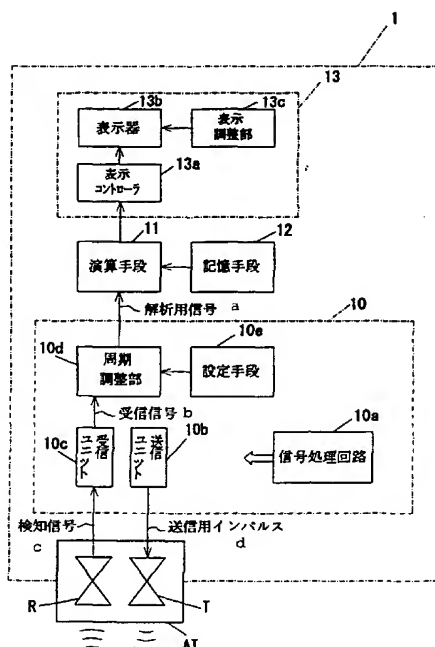 1
13
13b
13c
表示器
表示
調整部
13a
表示
コントローラ
11
12
演算手段
記憶手段
解析用信号 a
10
10d
10e
周期
調整部
設定手段
受信信号 b
10c
10b
10a
受信
ユニット
送信
ユニット
信号処理回路
検知信号
送信用インパルス
c
d
R
T
AT